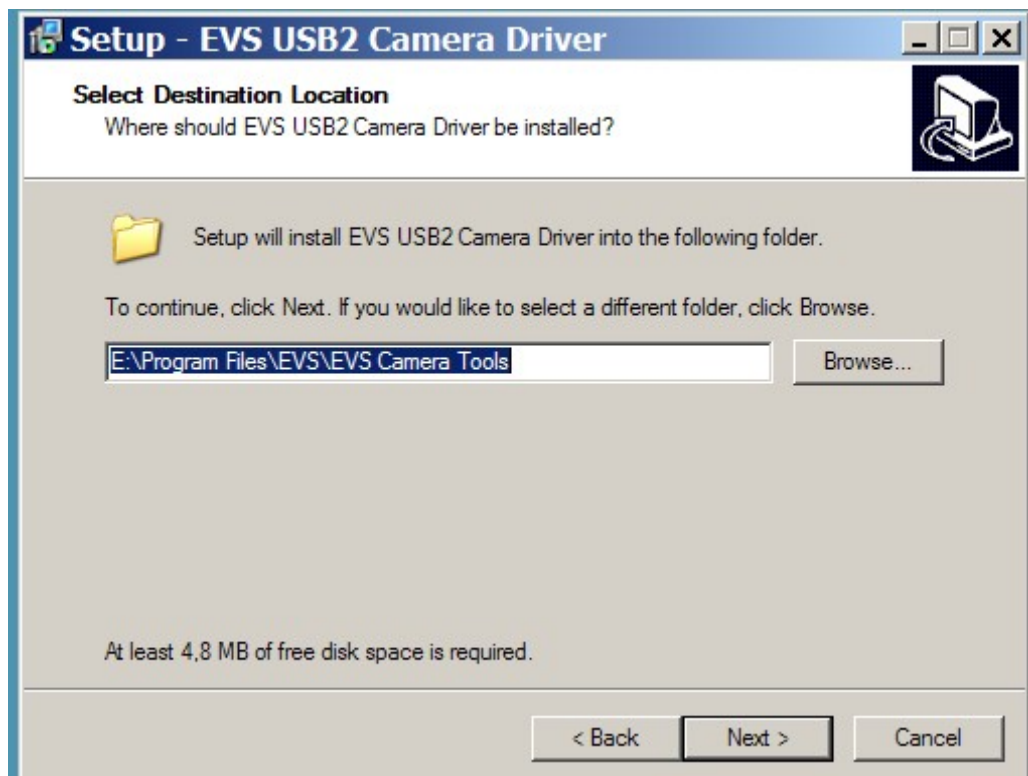 Setup - EVS USB2 Camera Driver
Select Destination Location
Where should EVS USB2 Camera Driver be installed?
Setup will install EVS USB2 Camera Driver into the following folder.
To continue, click Next. If you would like to select a different folder, click Browse.
E:\Program Files\EVS\EVS Camera Tools
Browse...
At least 4,8 MB of free disk space is required.
< Back
Next >
Cancel